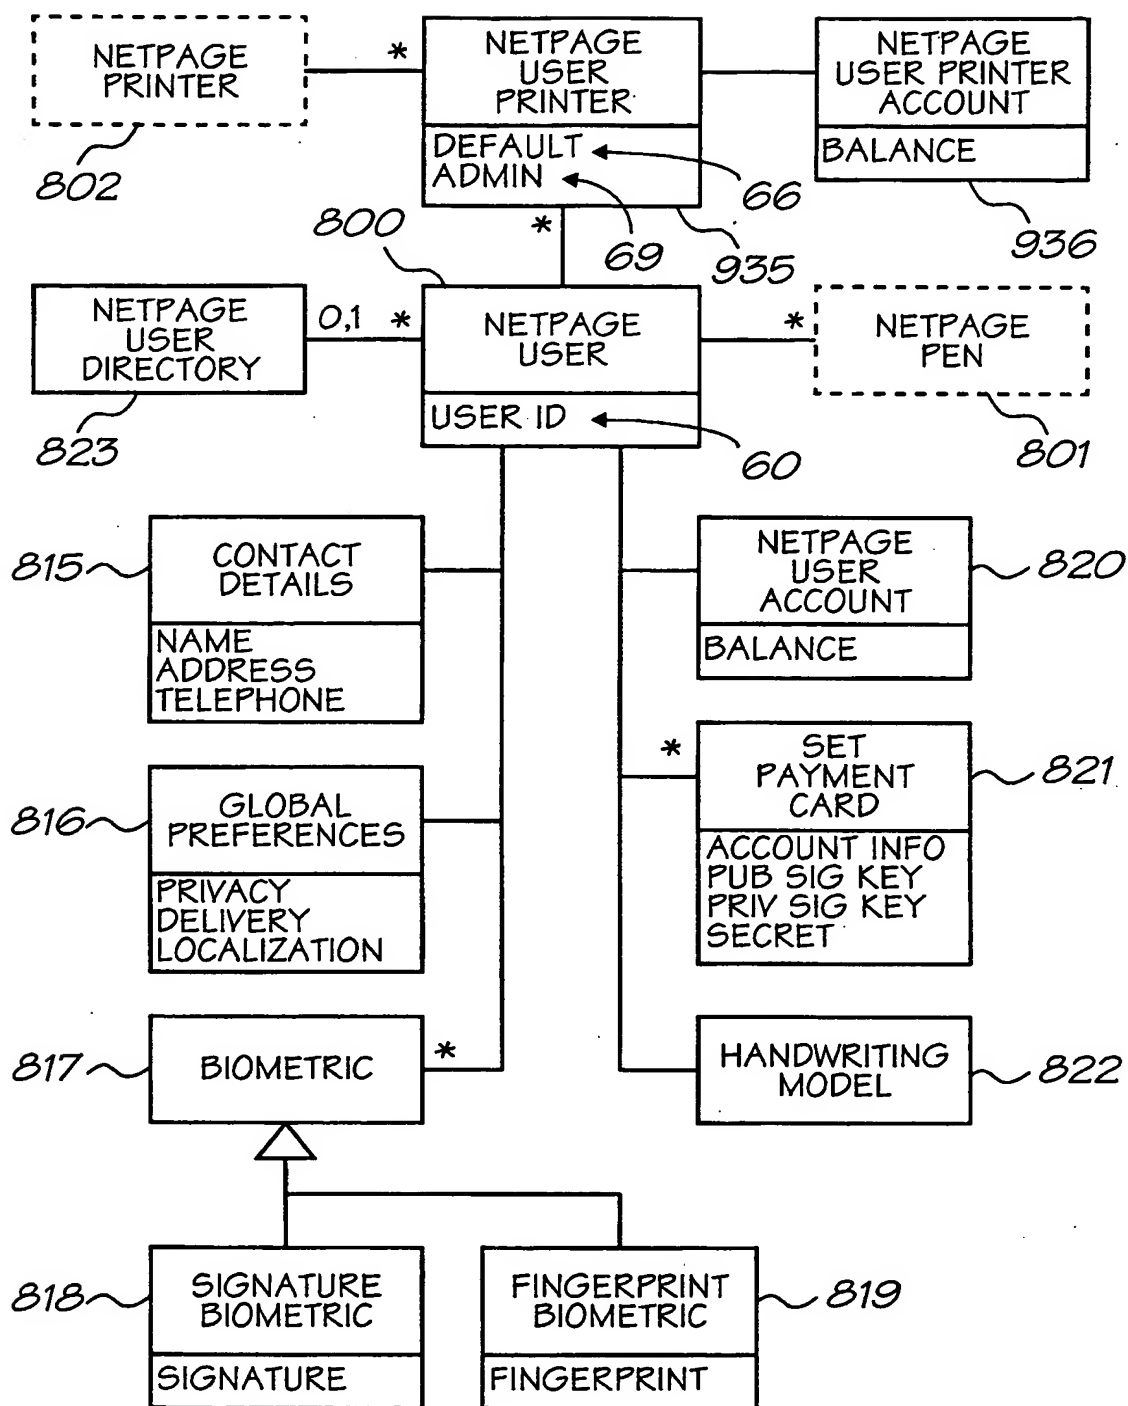 NETPAGE
PRINTER
802
*
NETPAGE
USER
PRINTER
DEFAULT
ADMIN
66
69
935
NETPAGE
USER PRINTER
ACCOUNT
BALANCE
936
*
800
NETPAGE
USER
DIRECTORY
823
0,1 *
NETPAGE
USER
USER ID
60
*
NETPAGE
PEN
801
815
CONTACT
DETAILS
NAME
ADDRESS
TELEPHONE
NETPAGE
USER
ACCOUNT
BALANCE
820
816
GLOBAL
PREFERENCES
PRIVACY
DELIVERY
LOCALIZATION
*
SET
PAYMENT
CARD
ACCOUNT INFO
PUB SIG KEY
PRIV SIG KEY
SECRET
821
817
BIOMETRIC
*
HANDWRITING
MODEL
822
818
SIGNATURE
BIOMETRIC
SIGNATURE
FINGERPRINT
BIOMETRIC
FINGERPRINT
819